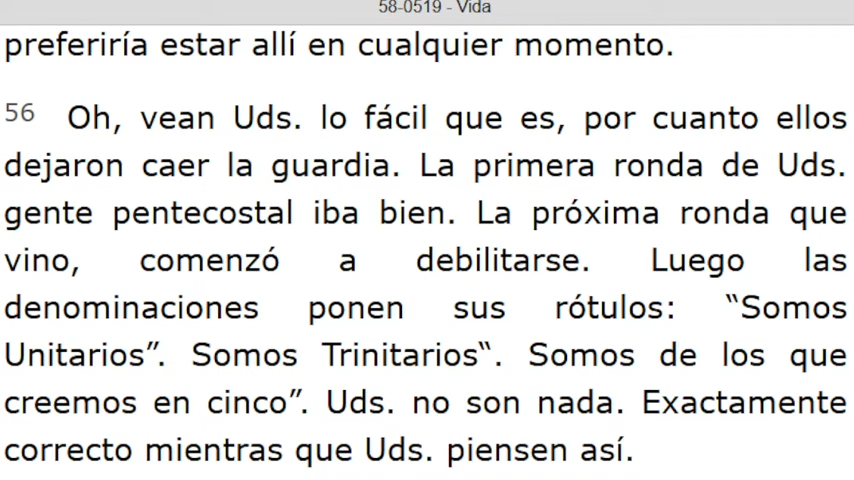 58-0519 - Vida
preferiría estar allí en cualquier momento.
56 Oh, vean Uds. lo fácil que es, por cuanto ellos
dejaron caer la guardia. La primera ronda de Uds.
gente pentecostal iba bien. La próxima ronda que
vino, comenzó a debilitarse. Luego las
denominaciones ponen sus rótulos: “Somos
Unitarios”. Somos Trinitarios“. Somos de los que
creemos en cinco”. Uds. no son nada. Exactamente
correcto mientras que Uds. piensen así.